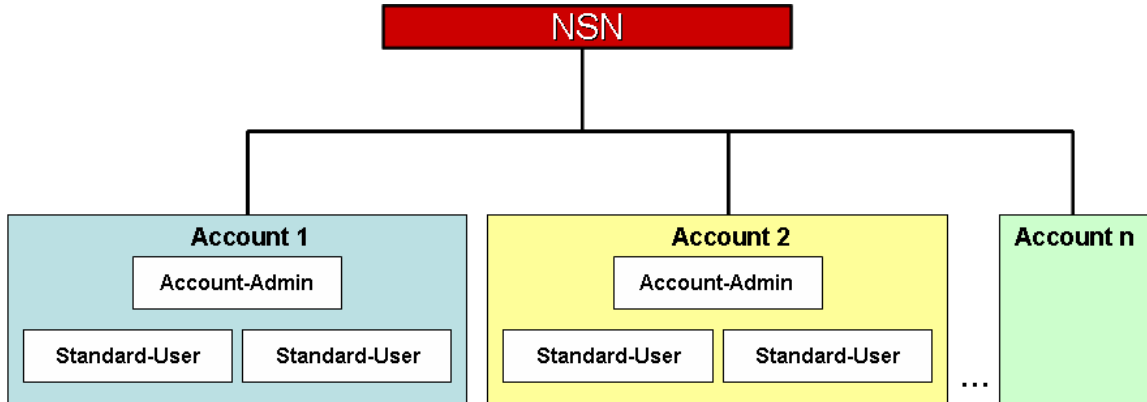 NSN
Account 1
Account 2
Account n
Account-Admin
Account-Admin
Standard-User
Standard-User
Standard-User
Standard-User
...